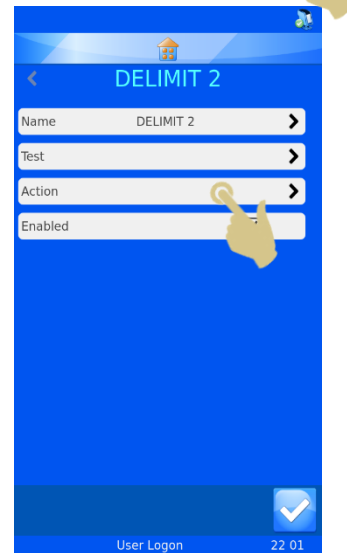 DELIMIT 2
Name DELIMIT 2
Test
Action
Enabled
User Logon 22 01